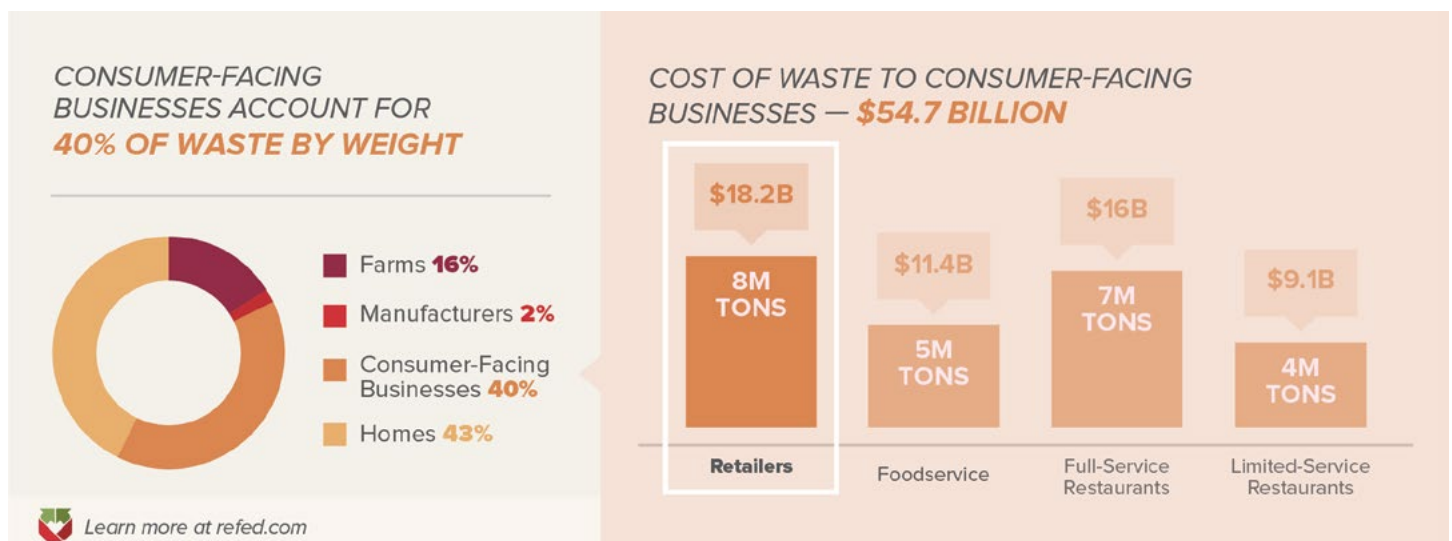 CONSUMER-FACING
BUSINESSES ACCOUNT FOR
40% OF WASTE BY WEIGHT
Farms 16%
Manufacturers 2%
Consumer-Facing
Businesses 40%
Homes 43%
Learn more at refed.com
COST OF WASTE TO CONSUMER-FACING
BUSINESSES — $54.7 BILLION
$18.2B
8M
TONS
Retailers
$11.4B
5M
TONS
Foodservice
$16B
7M
TONS
Full-Service
Restaurants
$9.1B
4M
TONS
Limited-Service
Restaurants